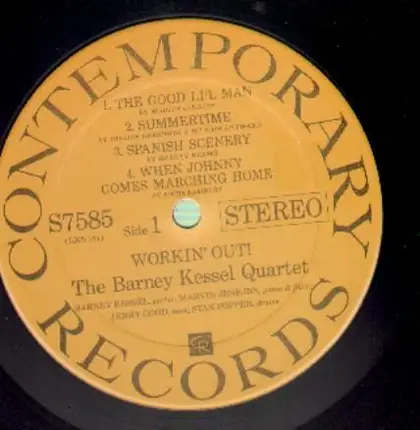 CONTEMPORARY RECORDS
1. THE GOOD LI'L MAN
2. SUMMERTIME
3. SPANISH SCENERY
4. WHEN JOHNNY
COMES MARCHING HOME
S7585
Side 1
STEREO
WORKIN' OUT!
The Barney Kessel Quartet
BARNEY KESSEL, guitar; MARVIN JENKINS, piano &
JERRY GOOD, bass; STAN POPPER, drums
CR